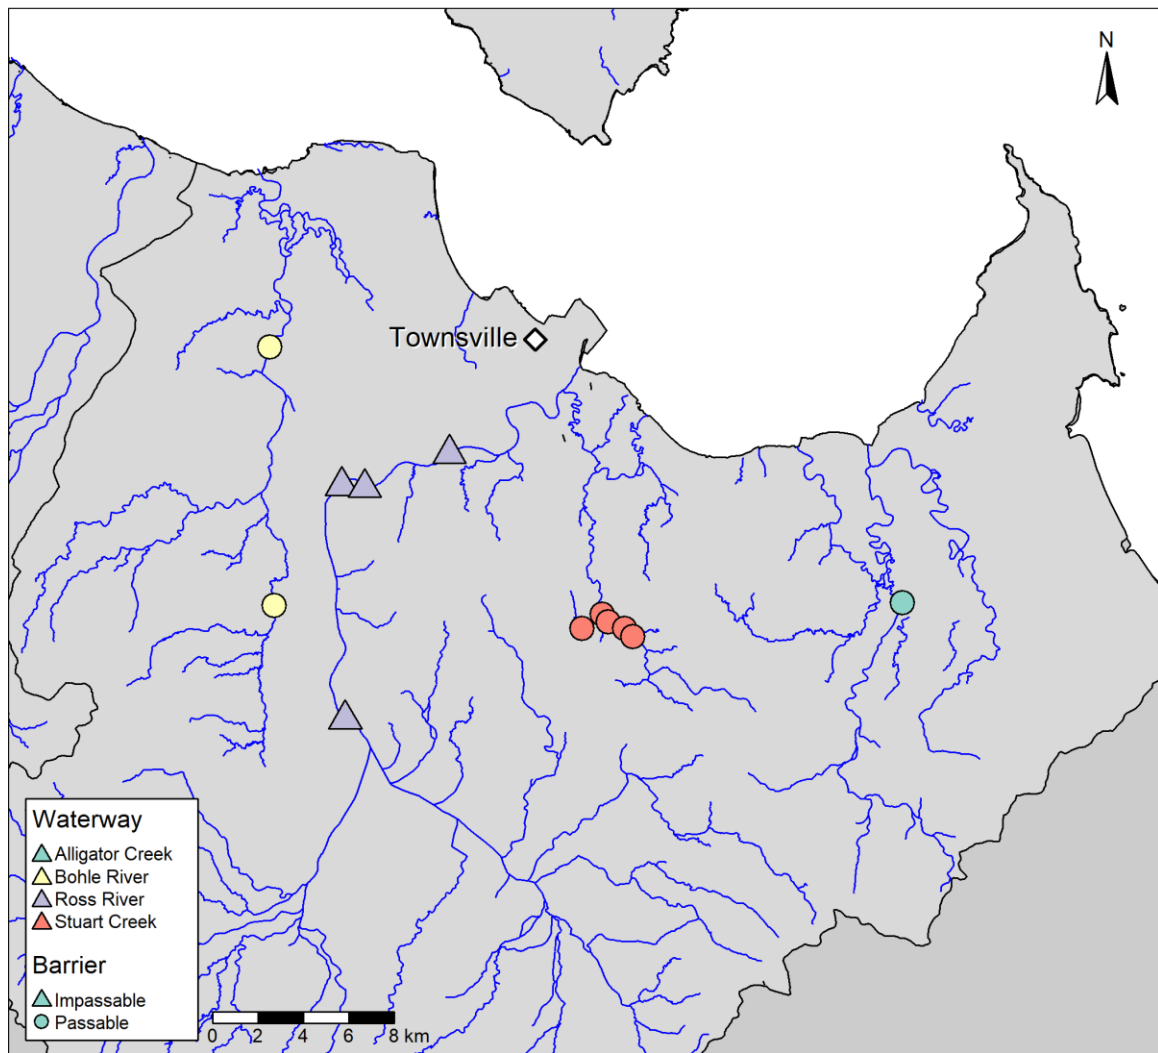 N
Townsville
Waterway
Alligator Creek
Bohle River
Ross River
Stuart Creek
Barrier
Impassable
Passable
0 2 4 6 8 km